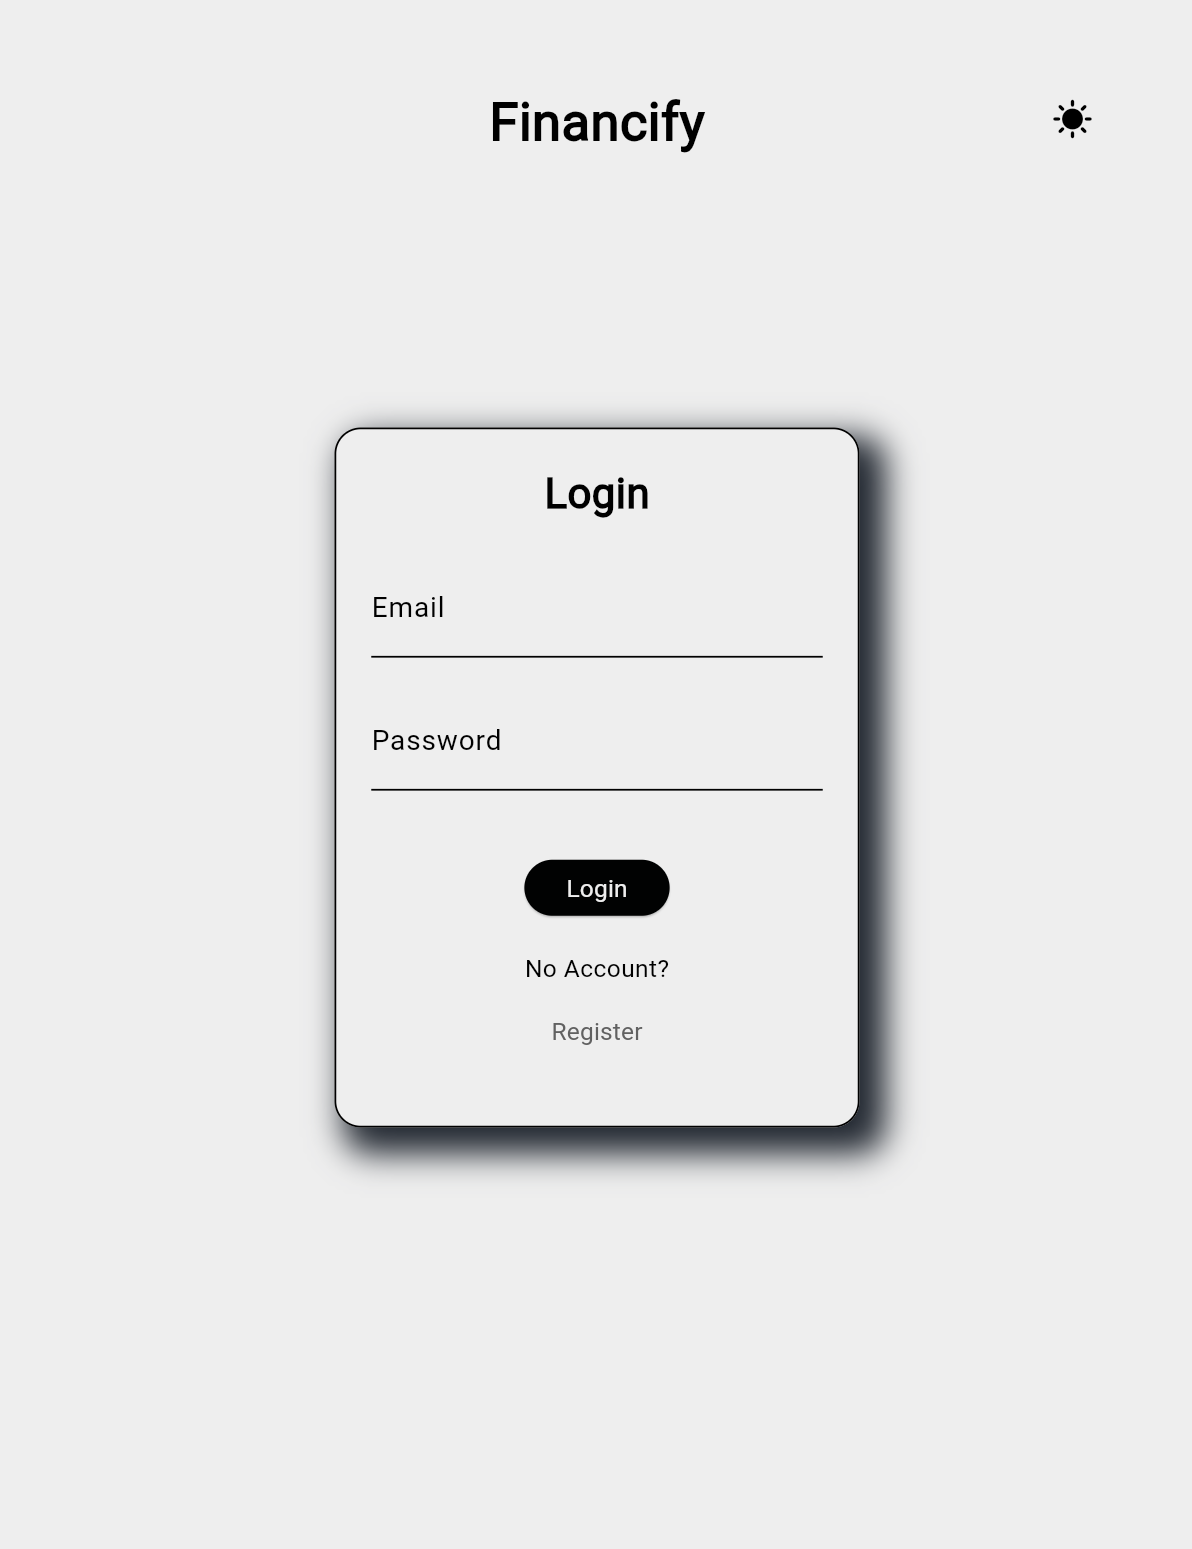 Financify
Login
Email
Password
Login
No Account?
Register